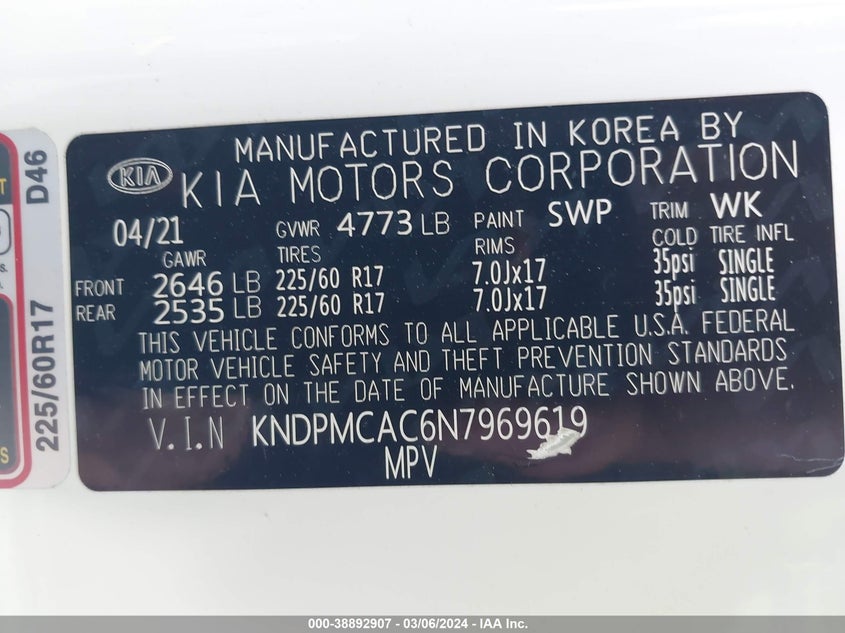 MANUFACTURED IN KOREA BY
KIA KIA MOTORS CORPORATION
04/21 GVWR 4773 LB PAINT SWP TRIM WK
GAWR TIRES RIMS COLD TIRE INFL
FRONT 2646 LB 225/60 R17 7.0Jx17 35psi SINGLE
REAR 2535 LB 225/60 R17 7.0Jx17 35psi SINGLE
THIS VEHICLE CONFORMS TO ALL APPLICABLE U.S.A. FEDERAL
MOTOR VEHICLE SAFETY AND THEFT PREVENTION STANDARDS
IN EFFECT ON THE DATE OF MANUFACTURE SHOWN ABOVE.
V.I.N KNDPMCAC6N7969619
MPV
225/60R17 D46
000-38892907 - 03/06/2024 - IAA Inc.